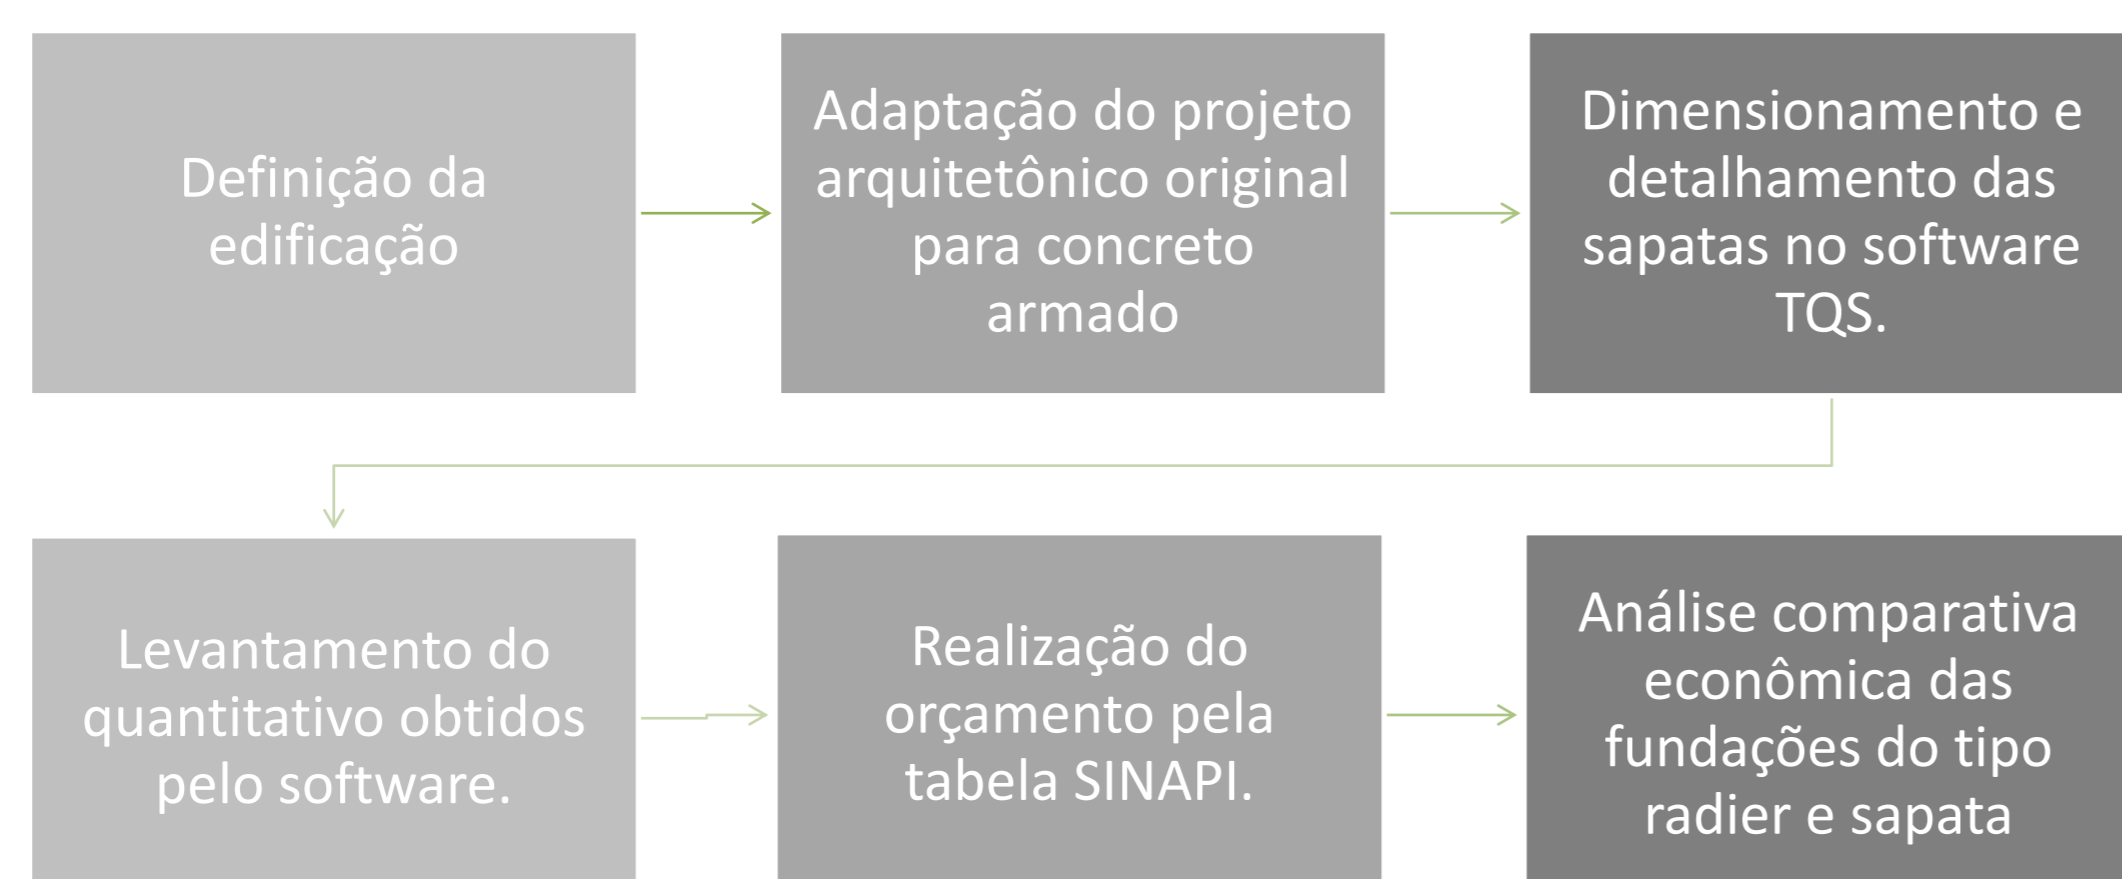 Definição da
edificação
Adaptação do projeto
arquitetônico original
para concreto
armado
Dimensionamento e
detalhamento das
sapatas no software
TQS.
Levantamento do
quantitativo obtidos
pelo software.
Realização do
orçamento pela
tabela SINAPI.
Análise comparativa
econômica das
fundações do tipo
radier e sapata